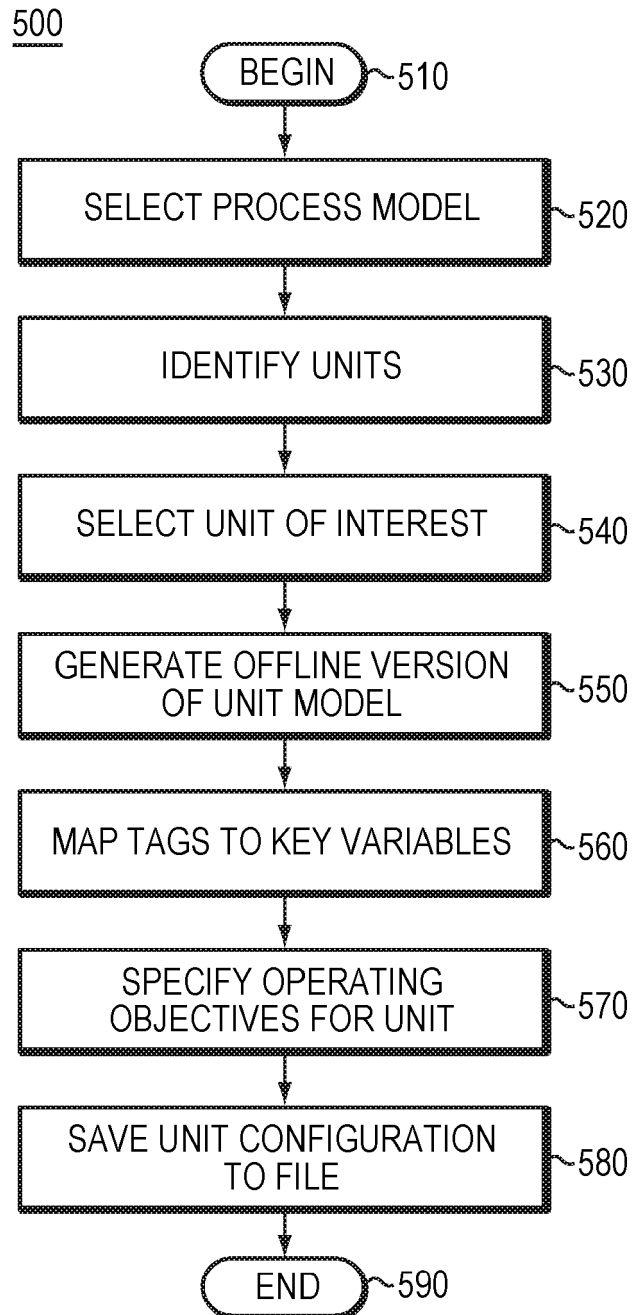 500
BEGIN
510
SELECT PROCESS MODEL
520
IDENTIFY UNITS
530
SELECT UNIT OF INTEREST
540
GENERATE OFFLINE VERSION
OF UNIT MODEL
550
MAP TAGS TO KEY VARIABLES
560
SPECIFY OPERATING
OBJECTIVES FOR UNIT
570
SAVE UNIT CONFIGURATION
TO FILE
580
END
590